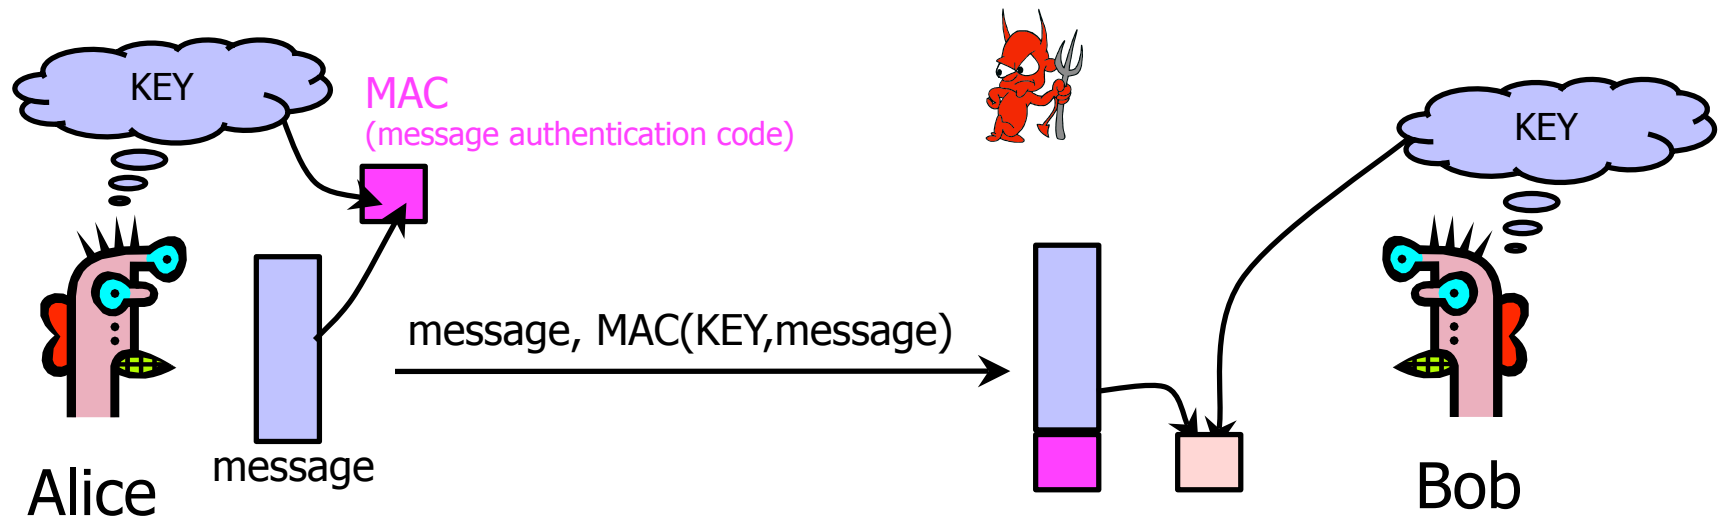 KEY
MAC
(message authentication code)
KEY
message, MAC(KEY,message)
message
Alice
Bob